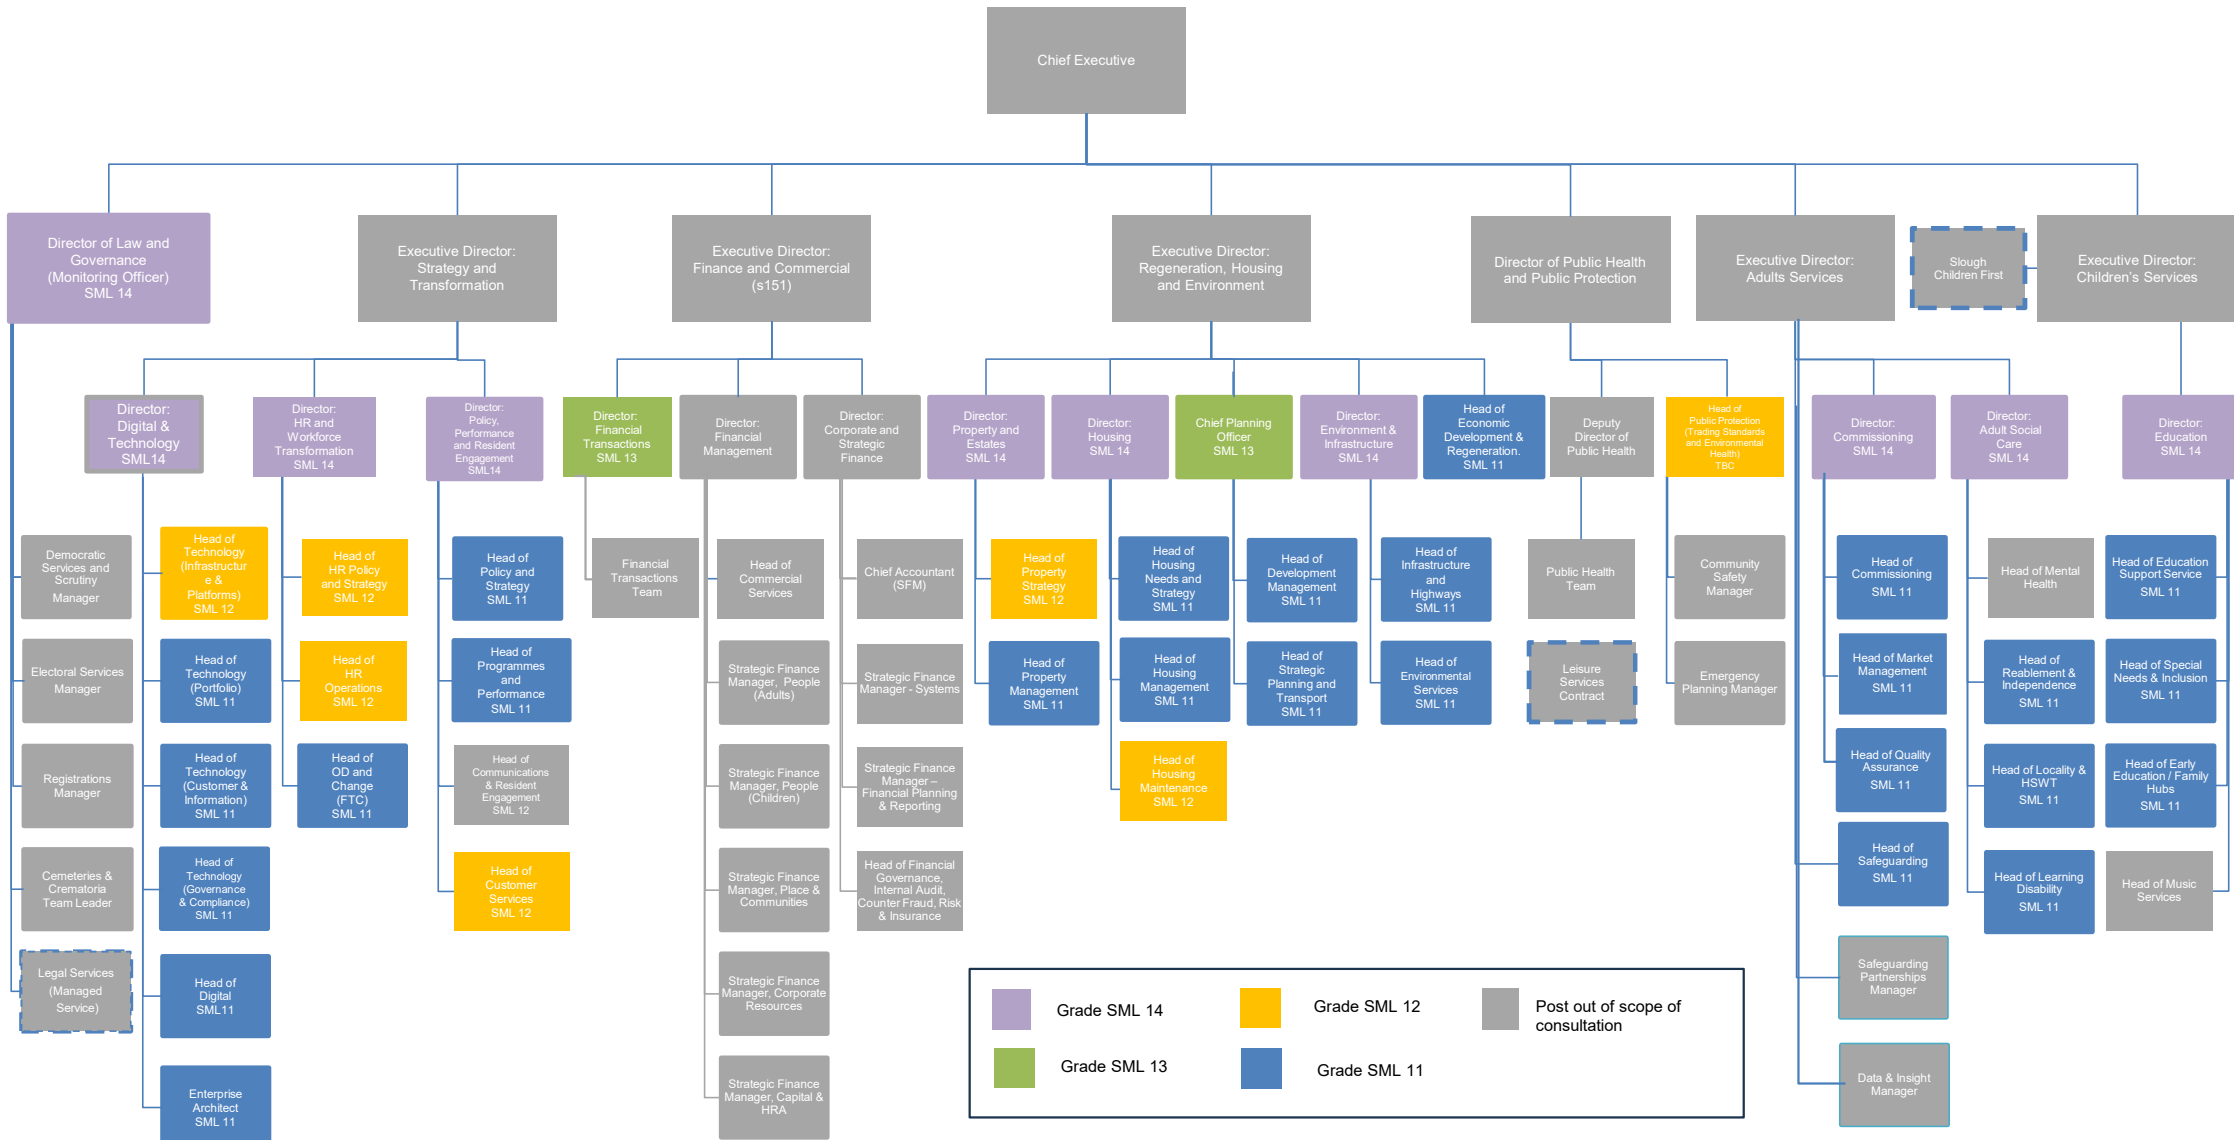 Chief Executive
Director of Law and
Governance
(Monitoring Officer)
SML 14
Executive Director:
Strategy and
Transformation
Executive Director:
Finance and Commercial
(s151)
Executive Director:
Regeneration, Housing
and Environment
Director of Public Health
and Public Protection
Executive Director:
Adults Services
Slough
Children First
Executive Director:
Children's Services
Director:
Digital &
Technology
SML14
Director:
HR and
Workforce
Transformation
SML 14
Director:
Policy,
Performance
and Resident
Engagement
SML14
Director:
Financial
Transactions
SML 13
Director:
Financial
Management
Director:
Corporate and
Strategic
Finance
Director:
Property and
Estates
SML 14
Director:
Housing
SML 14
Chief Planning
Officer
SML 13
Director:
Environment &
Infrastructure
SML 14
Head of
Economic
Development &
Regeneration.
SML 11
Deputy
Director of
Public Health
Head of
Public Protection
(Trading Standards
and Environmental
Health)
TBC
Director:
Commissioning
SML 14
Director:
Adult Social
Care
SML 14
Director:
Education
SML 14
Democratic
Services and
Scrutiny
Manager
Head of
Technology
(Infrastructur
e &
Platforms)
SML 12
Head of
HR Policy
and Strategy
SML 12
Head of
Policy and
Strategy
SML 11
Financial
Transactions
Team
Head of
Commercial
Services
Chief Accountant
(SFM)
Head of
Property
Strategy
SML 12
Head of
Housing
Needs and
Strategy
SML 11
Head of
Development
Management
SML 11
Head of
Infrastructure
and
Highways
SML 11
Public Health
Team
Community
Safety
Manager
Head of
Commissioning
SML 11
Head of Mental
Health
Head of Education
Support Service
SML 11
Electoral Services
Manager
Head of
Technology
(Portfolio)
SML 11
Head of
HR
Operations
SML 12
Head of
Programmes
and
Performance
SML 11
Strategic Finance
Manager, People
(Adults)
Strategic Finance
Manager - Systems
Head of
Property
Management
SML 11
Head of
Housing
Management
SML 11
Head of
Strategic
Planning and
Transport
SML 11
Head of
Environmental
Services
SML 11
Leisure
Services
Contract
Emergency
Planning Manager
Head of Market
Management
SML 11
Head of
Reablement &
Independence
SML 11
Head of Special
Needs & Inclusion
SML 11
Registrations
Manager
Head of
Technology
(Customer &
Information)
SML 11
Head of
OD and
Change
(FTC)
SML 11
Head of
Communications
& Resident
Engagement
SML 12
Strategic Finance
Manager, People
(Children)
Strategic Finance
Manager –
Financial Planning
& Reporting
Head of
Housing
Maintenance
SML 12
Head of Quality
Assurance
SML 11
Head of Locality &
HSWT
SML 11
Head of Early
Education / Family
Hubs
SML 11
Cemeteries &
Crematoria
Team Leader
Head of
Technology
(Governance
& Compliance)
SML 11
Head of
Customer
Services
SML 12
Strategic Finance
Manager, Place &
Communities
Head of Financial
Governance,
Internal Audit,
Counter Fraud, Risk
& Insurance
Head of
Safeguarding
SML 11
Head of Learning
Disability
SML 11
Head of Music
Services
Legal Services
(Managed
Service)
Head of
Digital
SML11
Strategic Finance
Manager, Corporate
Resources
Safeguarding
Partnerships
Manager
Enterprise
Architect
SML 11
Strategic Finance
Manager, Capital &
HRA
Data & Insight
Manager
Grade SML 14
Grade SML 12
Post out of scope of
consultation
Grade SML 13
Grade SML 11